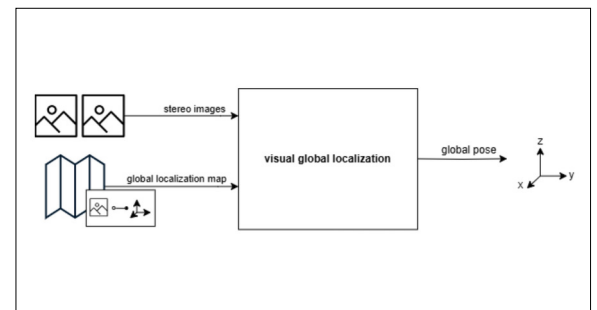 stereo images
global localization map
visual global localization
global pose
z
y
x